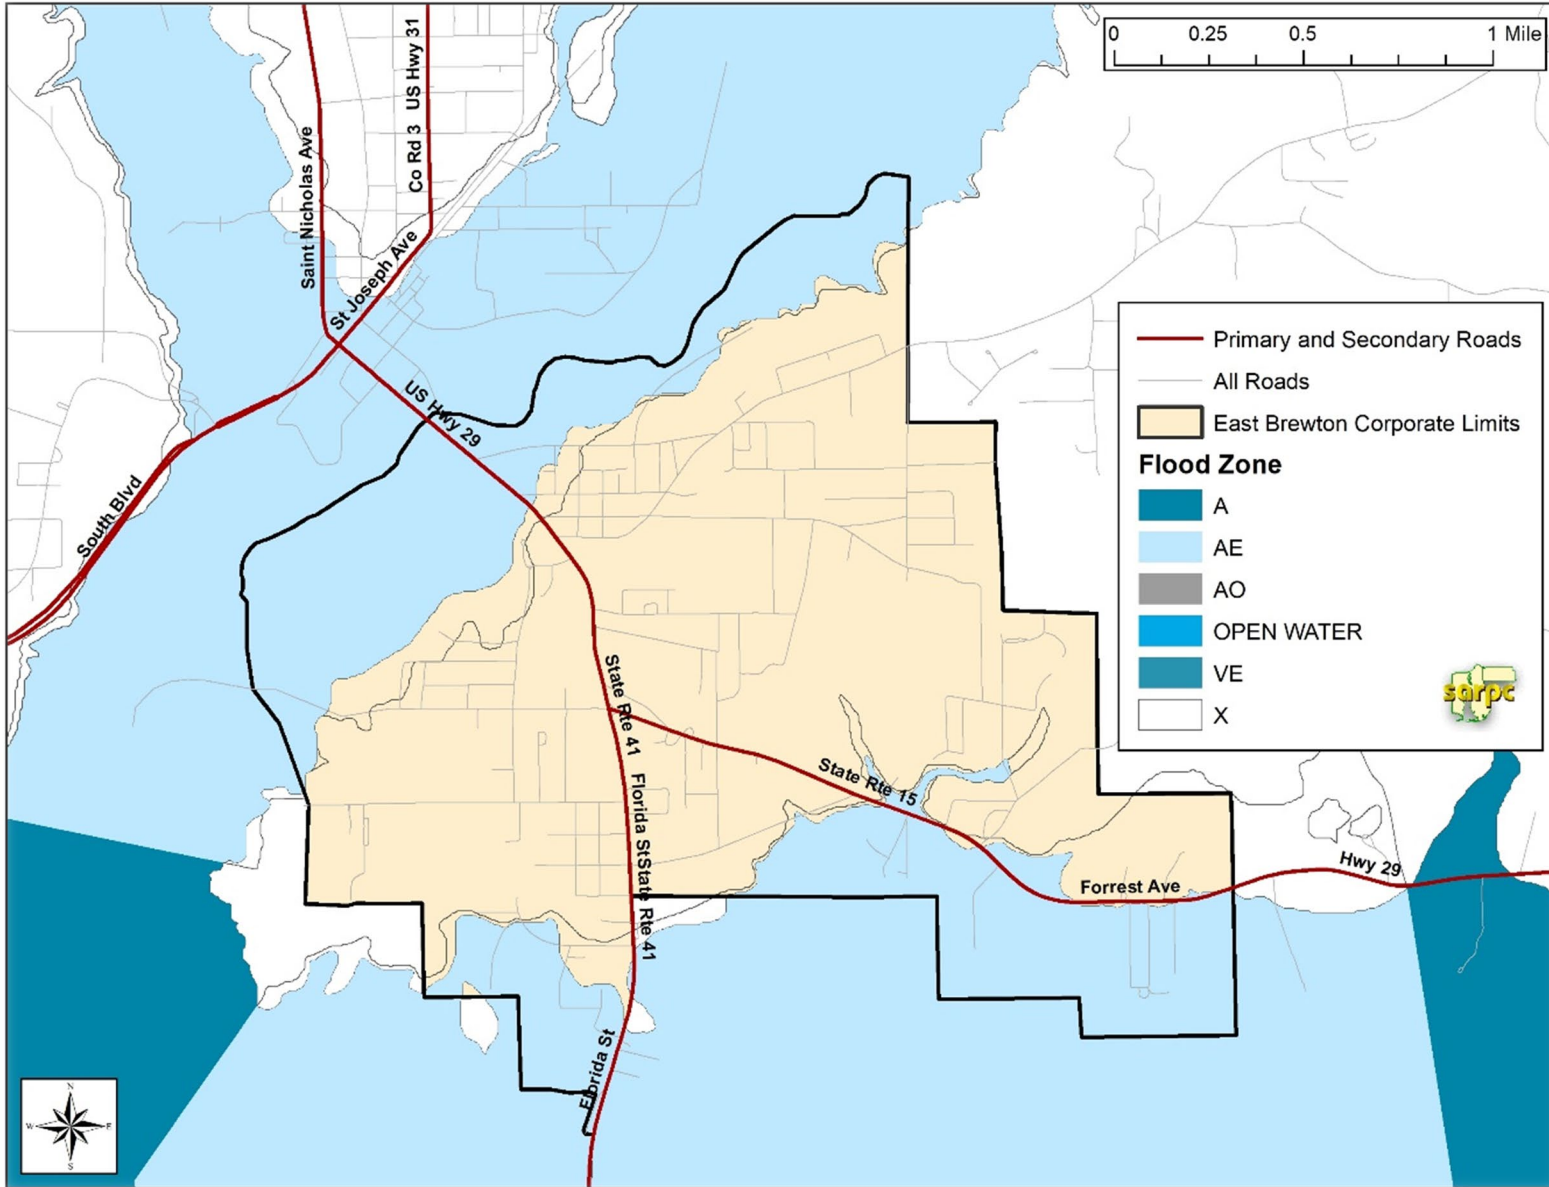 0 0.25 0.5 1 Mile
Co Rd 3 US Hwy 31
Saint Nicholas Ave
St Joseph Ave
US Hwy 29
South Blvd
Primary and Secondary Roads
All Roads
East Brewton Corporate Limits
Flood Zone
A
AE
AO
OPEN WATER
VE
X
sarpc
State Rte 41
State Rte 15
Florida StState Rte 41
Forrest Ave
Hwy 29
Florida St
N
W E
S